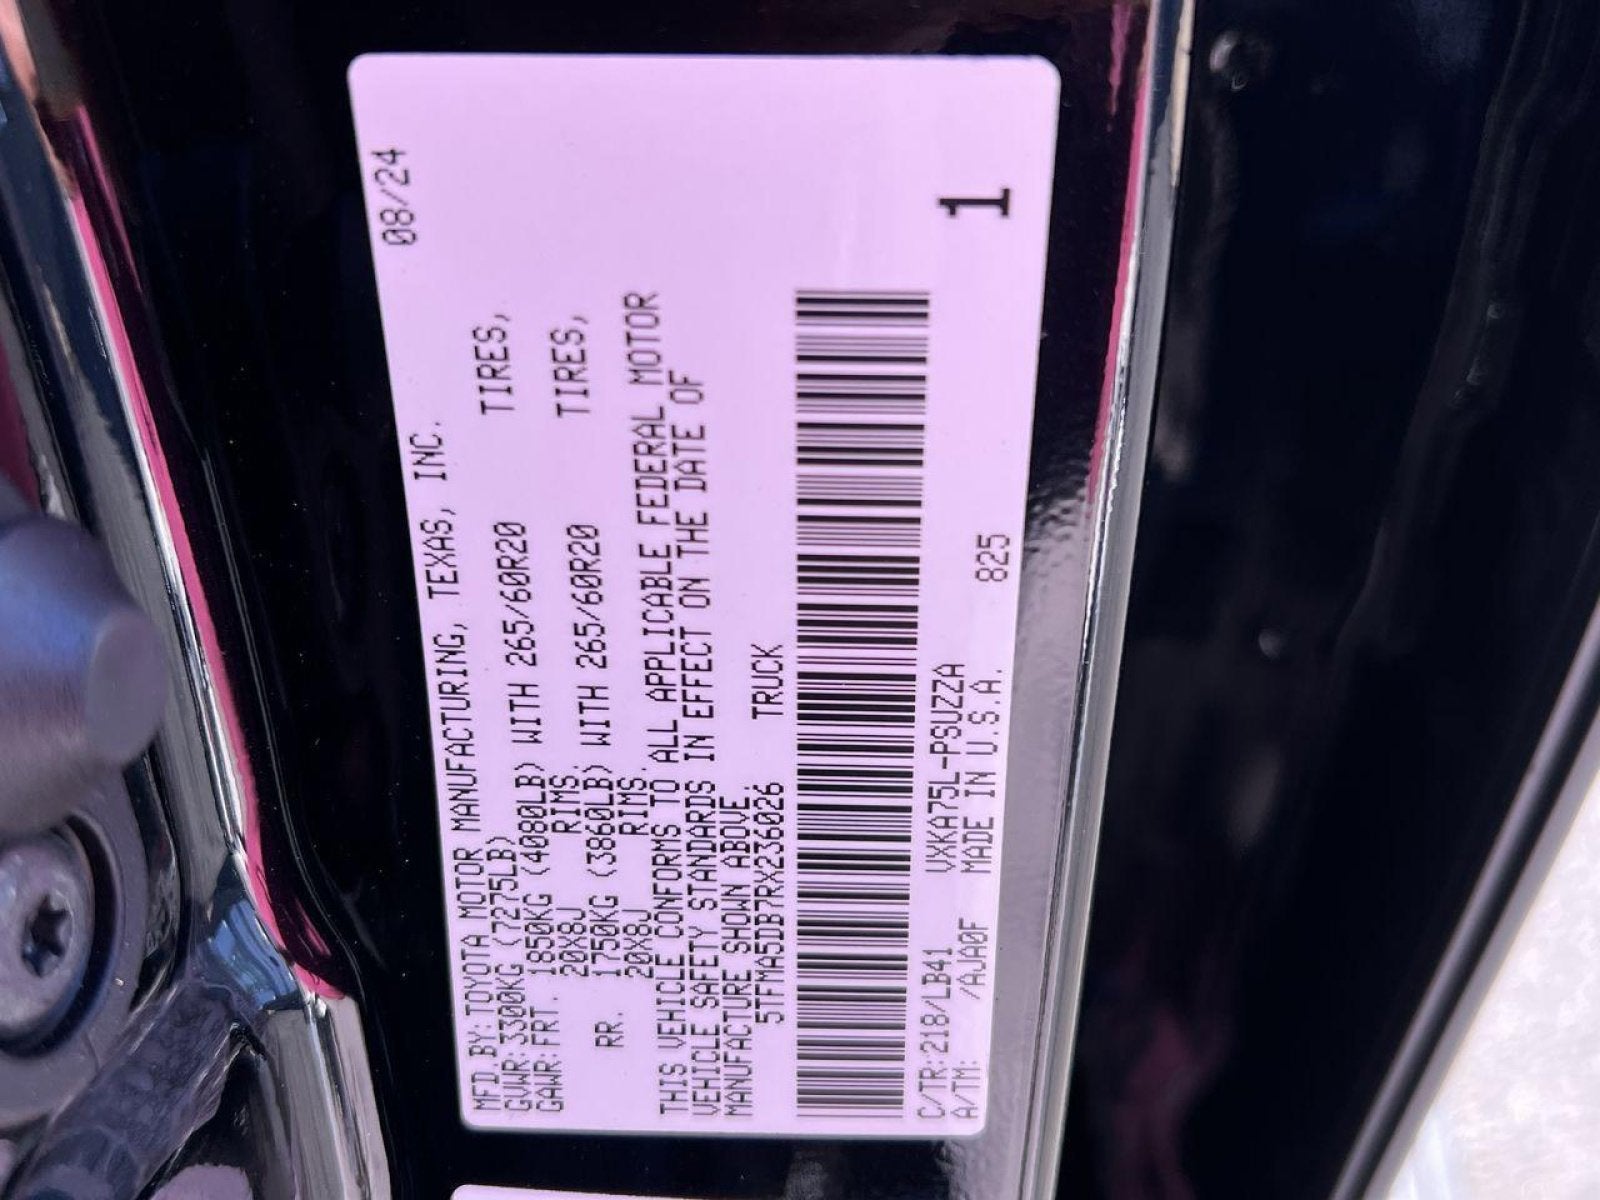 08/24
MFD.BY:TOYOTA MOTOR MANUFACTURING, TEXAS, INC.
GVWR:3300KG (7275LB)
GAWR:FRT. 1850KG (4080LB) WITH 265/60R20 TIRES,
20X8J RIMS.
RR. 1750KG (3860LB) WITH 265/60R20 TIRES,
20X8J RIMS.
THIS VEHICLE CONFORMS TO ALL APPLICABLE FEDERAL MOTOR
VEHICLE SAFETY STANDARDS IN EFFECT ON THE DATE OF
MANUFACTURE SHOWN ABOVE.
5TFMA5DB7RX236026 TRUCK
1
C/TR:218/LB41 VXKA75L-PSUZZA
A/TM: /AJA0F MADE IN U.S.A. 825